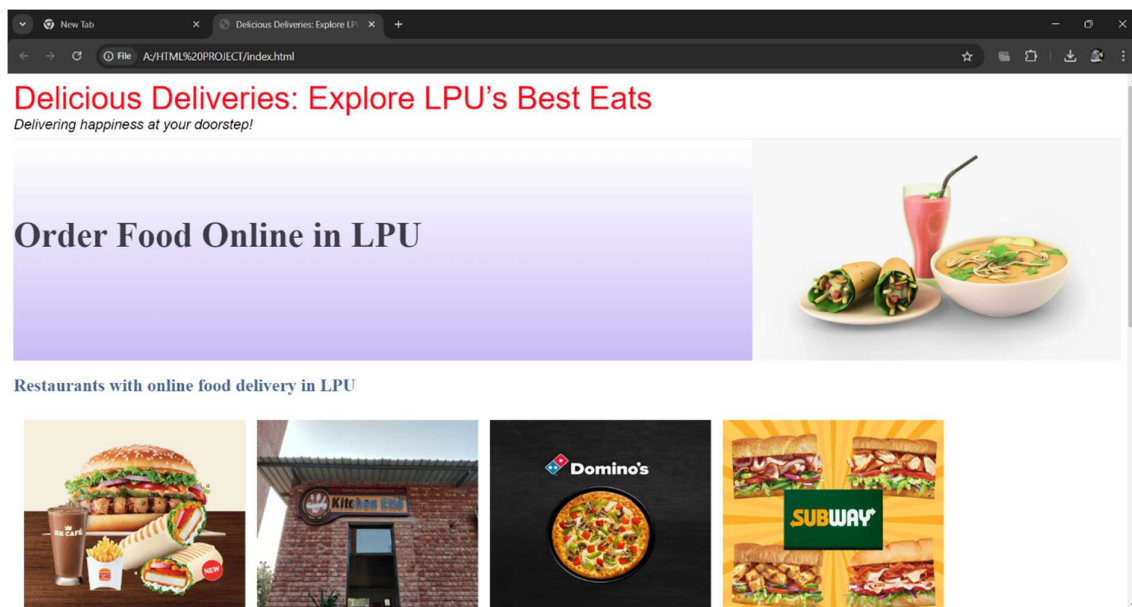 New Tab
Delicious Deliveries: Explore LP
File
A:/HTML%20PROJECT/index.html
Delicious Deliveries: Explore LPU's Best Eats
Delivering happiness at your doorstep!
Order Food Online in LPU
Restaurants with online food delivery in LPU
BK CAFÉ
NEW
Kitchen
Domino's
SUBWAY